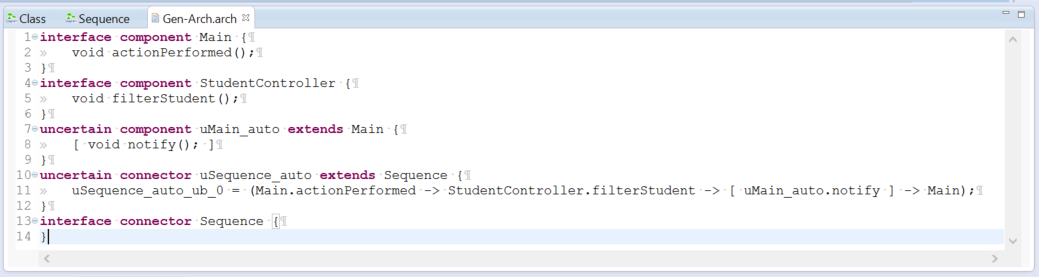 Class Sequence Gen-Arch.arch
1 interface component Main {¶
2 » void actionPerformed();¶
3 }¶
4 interface component StudentController {¶
5 » void filterStudent();¶
6 }¶
7 uncertain component uMain_auto extends Main {¶
8 » [ void notify(); ]¶
9 }¶
10 uncertain connector uSequence_auto extends Sequence {¶
11 » uSequence_auto_ub_0 = (Main.actionPerformed -> StudentController.filterStudent -> [ uMain_auto.notify ] -> Main);¶
12 }¶
13 interface connector Sequence {¶
14 }